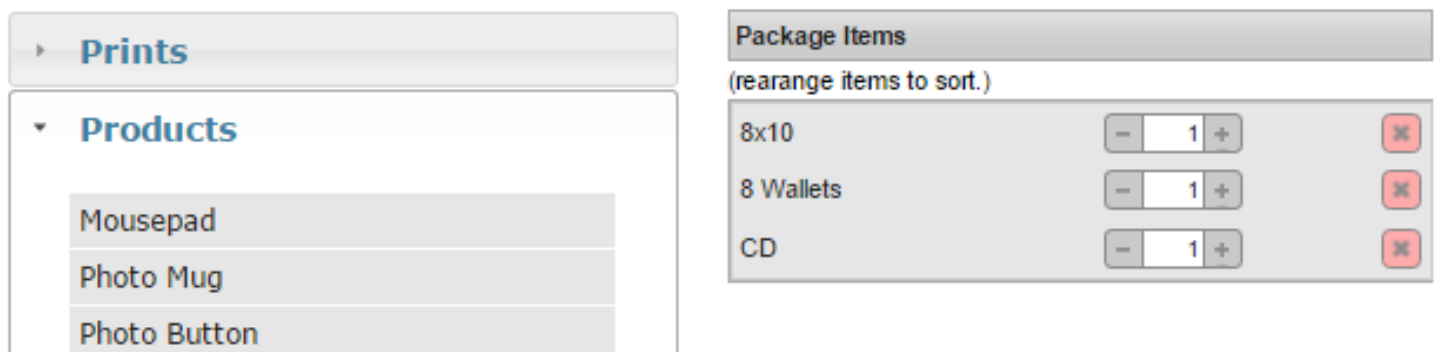 Prints
Products
Mousepad
Photo Mug
Photo Button
Package Items
(rearange items to sort.)
8x10 − 1 +
8 Wallets − 1 +
CD − 1 +